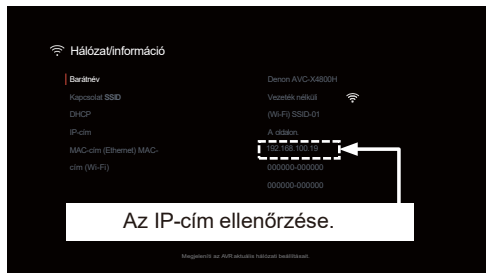 Hálózat/információ
Barátnév Denon AVC-X4800H
Kapcsolat SSID Vezeték nélküli
DHCP (Wi-Fi) SSID-01
IP-cím A oldalon.
MAC-cím (Ethernet) MAC- 192.168.100.19
cím (Wi-Fi) 000000-000000
000000-000000
Az IP-cím ellenőrzése.
Megjeleníti az AVR aktuális hálózati beállításait